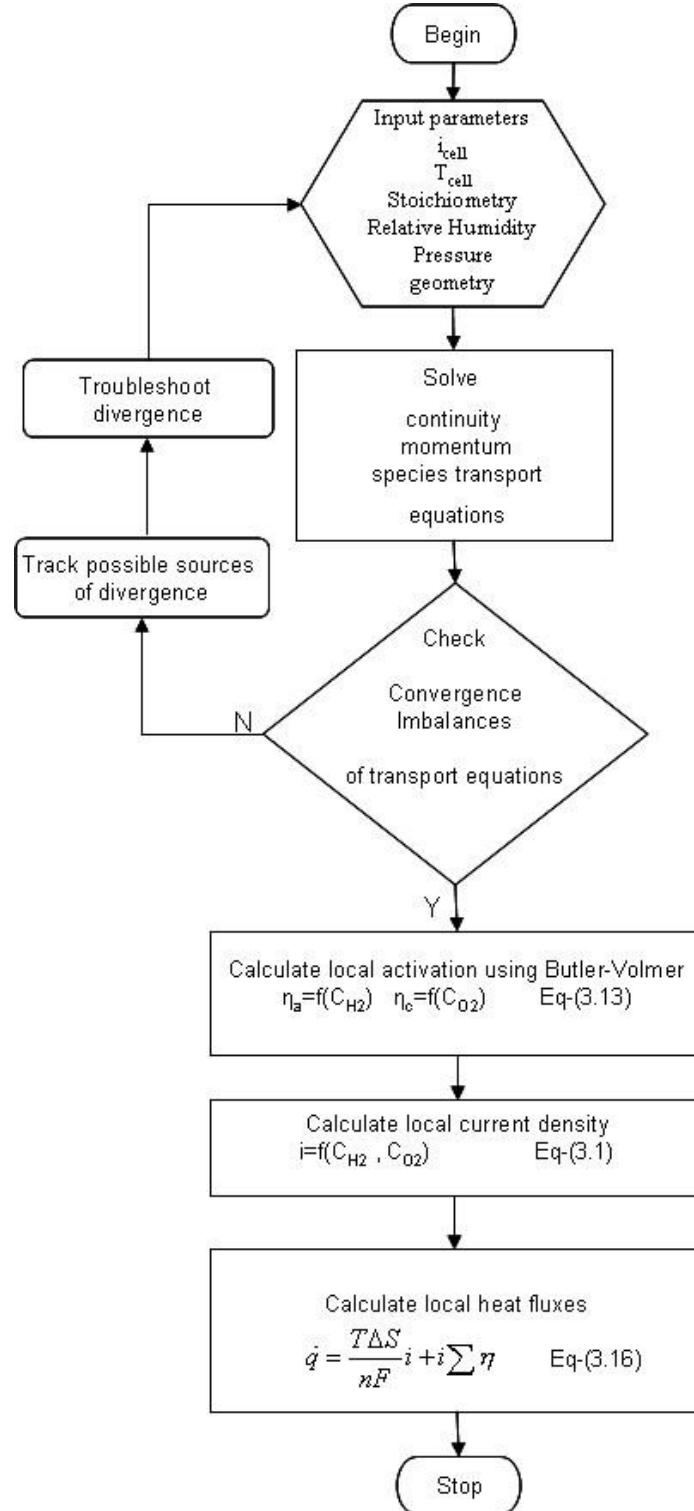 Begin
Input parameters
i_cell
T_cell
Stoichiometry
Relative Humidity
Pressure
geometry
Solve
continuity
momentum
species transport
equations
Troubleshoot
divergence
Track possible sources
of divergence
Check
Convergence
Imbalances
of transport equations
N
Y
Calculate local activation using Butler-Volmer
η_a=f(C_H2) η_c=f(C_O2) Eq-(3.13)
Calculate local current density
i=f(C_H2 , C_O2) Eq-(3.1)
Calculate local heat fluxes
q̇ = TΔS/nF i + i∑η Eq-(3.16)
Stop